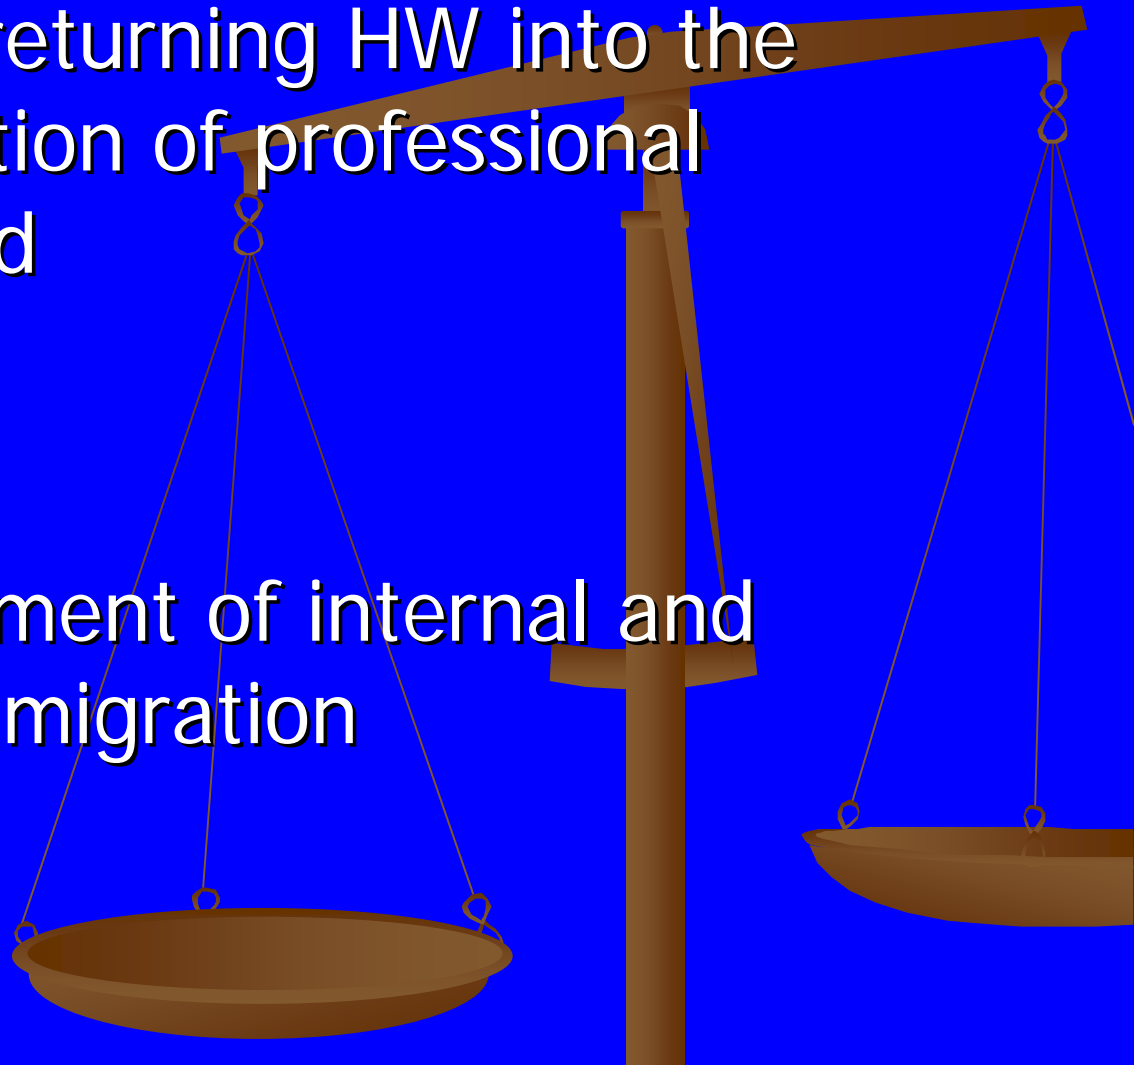 returning HW into the
tion of professional
d
ment of internal and
migration